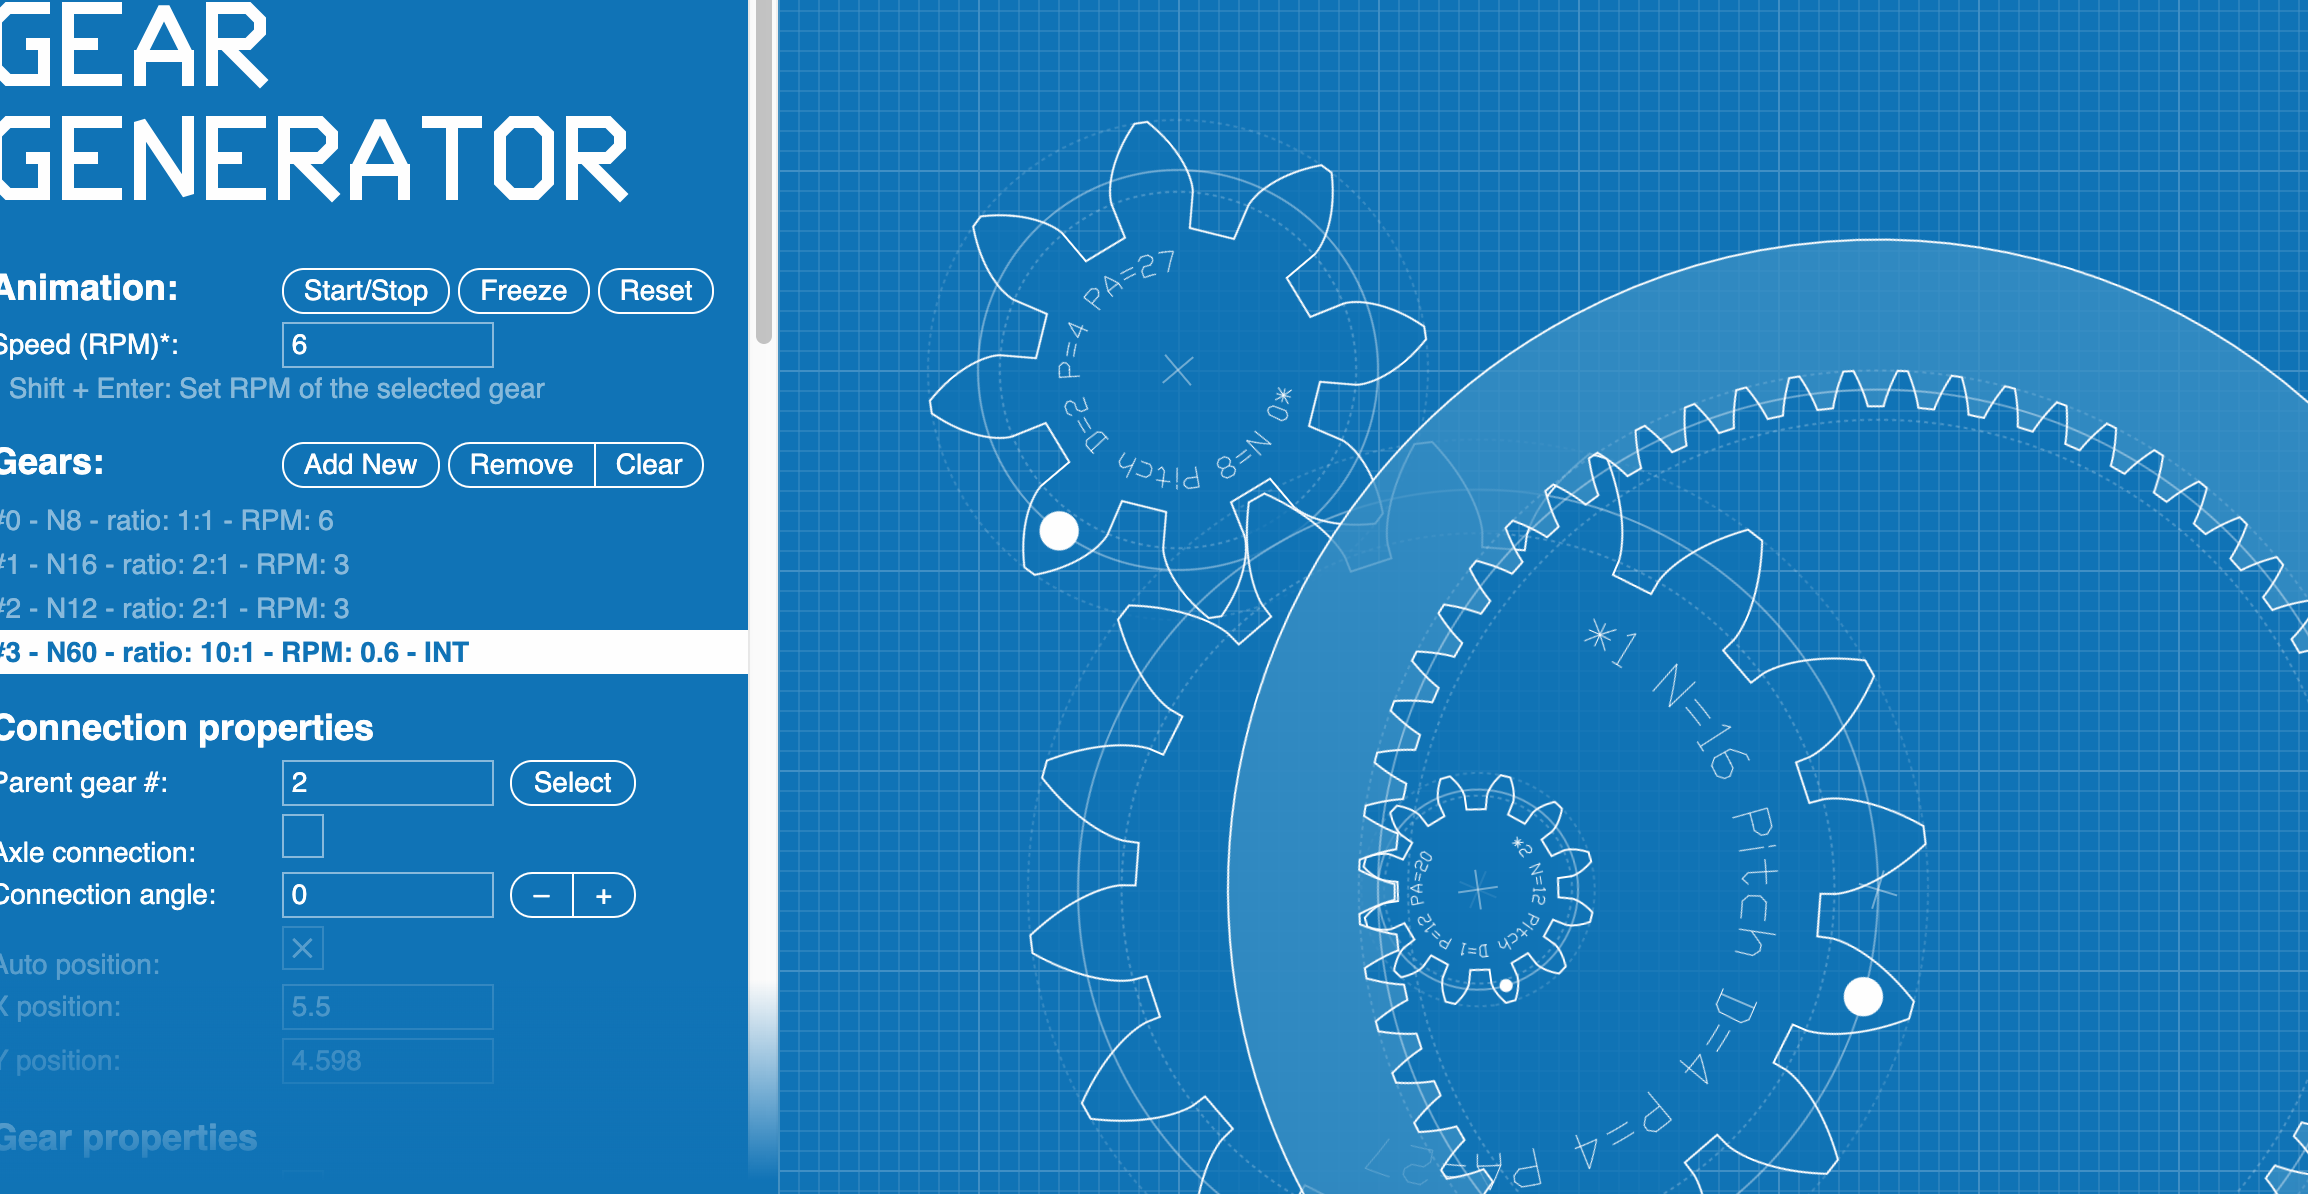 GEAR
GENERATOR
Animation:
Start/Stop
Freeze
Reset
Speed (RPM)*:
6
Shift + Enter: Set RPM of the selected gear
Gears:
Add New
Remove
Clear
#0 - N8 - ratio: 1:1 - RPM: 6
#1 - N16 - ratio: 2:1 - RPM: 3
#2 - N12 - ratio: 2:1 - RPM: 3
#3 - N60 - ratio: 10:1 - RPM: 0.6 - INT
Connection properties
Parent gear #:
2
Select
Axle connection:
Connection angle:
0
–
+
Auto position:
X position:
5.5
Y position:
4.598
Gear properties
*0 N=8 Pitch D=2 P=4 PA=27
*1 N=16 Pitch D=4 P=4 PA=27
*2 N=12 Pitch D=1 P=12 PA=20